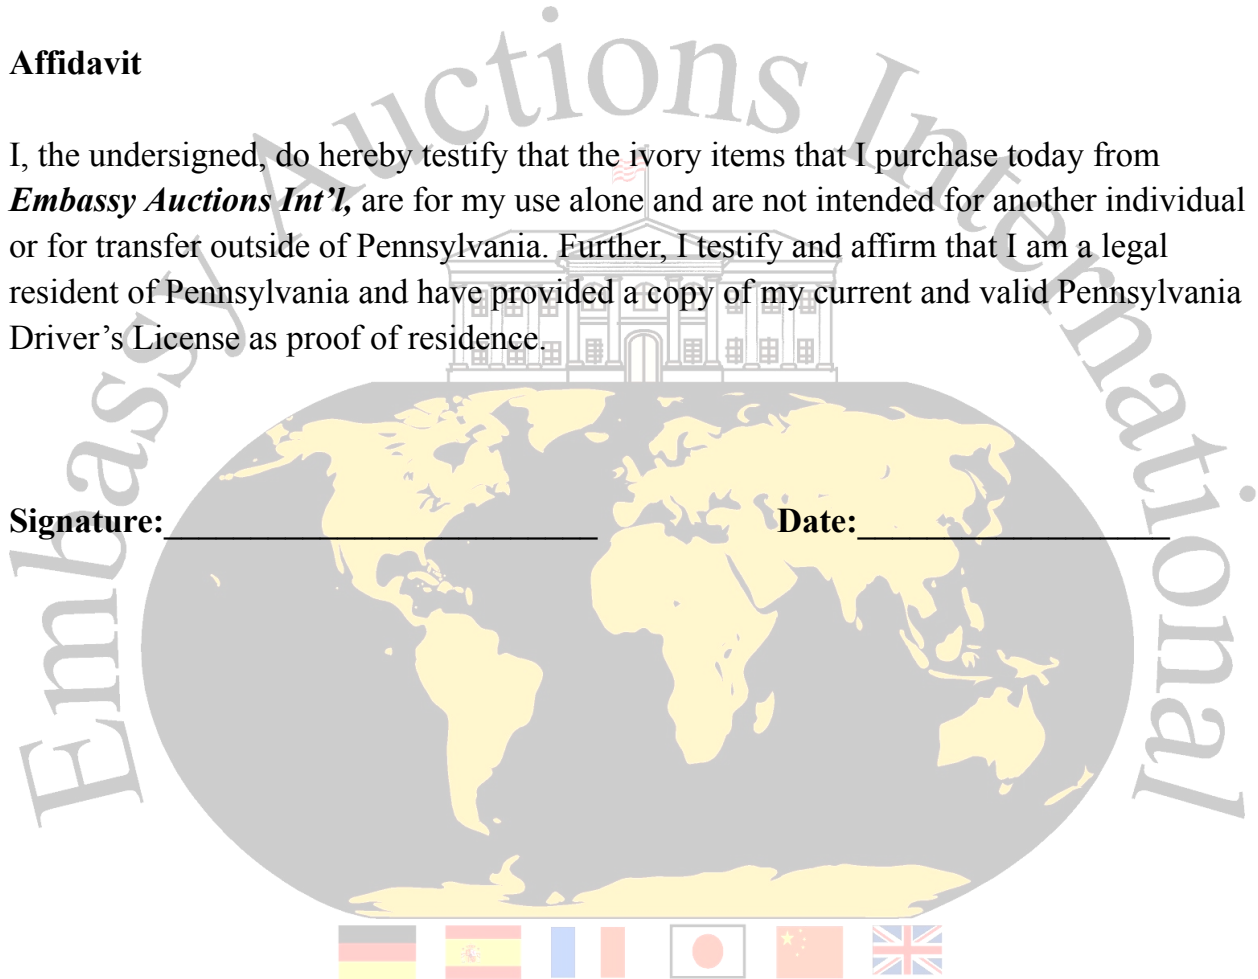 Embassy Auctions International
Affidavit
I, the undersigned, do hereby testify that the ivory items that I purchase today from
Embassy Auctions Int’l, are for my use alone and are not intended for another individual
or for transfer outside of Pennsylvania. Further, I testify and affirm that I am a legal
resident of Pennsylvania and have provided a copy of my current and valid Pennsylvania
Driver’s License as proof of residence.
Signature:_________________________ Date:__________________